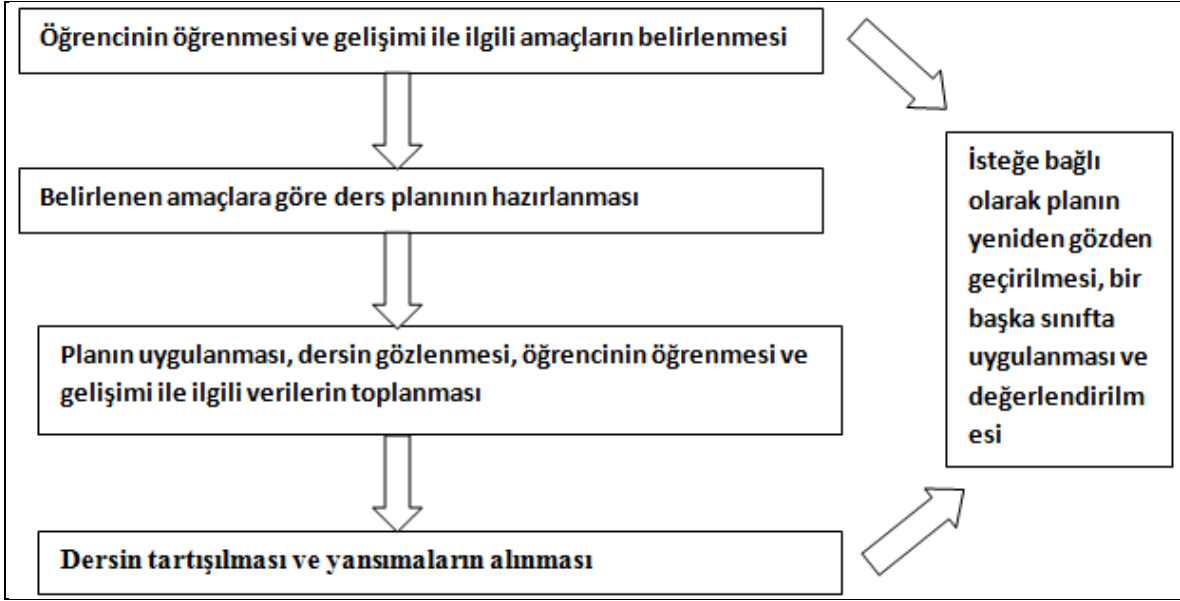 Öğrencinin öğrenmesi ve gelişimi ile ilgili amaçların belirlenmesi
Belirlenen amaçlara göre ders planının hazırlanması
Planın uygulanması, dersin gözlenmesi, öğrencinin öğrenmesi ve
gelişimi ile ilgili verilerin toplanması
Dersin tartışılması ve yansımaların alınması
İsteğe bağlı
olarak planın
yeniden gözden
geçirilmesi, bir
başka sınıfta
uygulanması ve
değerlendirilm
esi